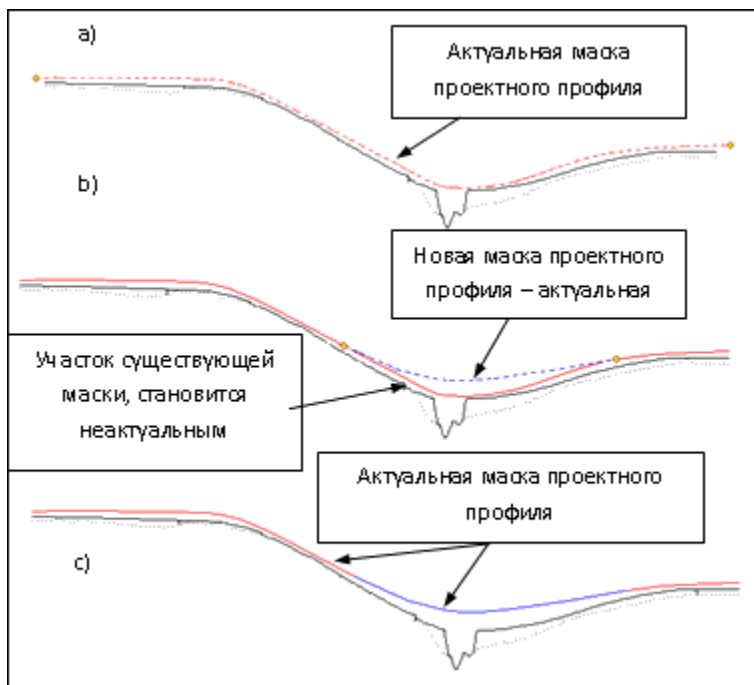 a)
Актуальная маска
проектного профиля
b)
Новая маска проектного
профиля – актуальная
Участок существующей
маски, становится
неактуальным
Актуальная маска проектного
профиля
c)